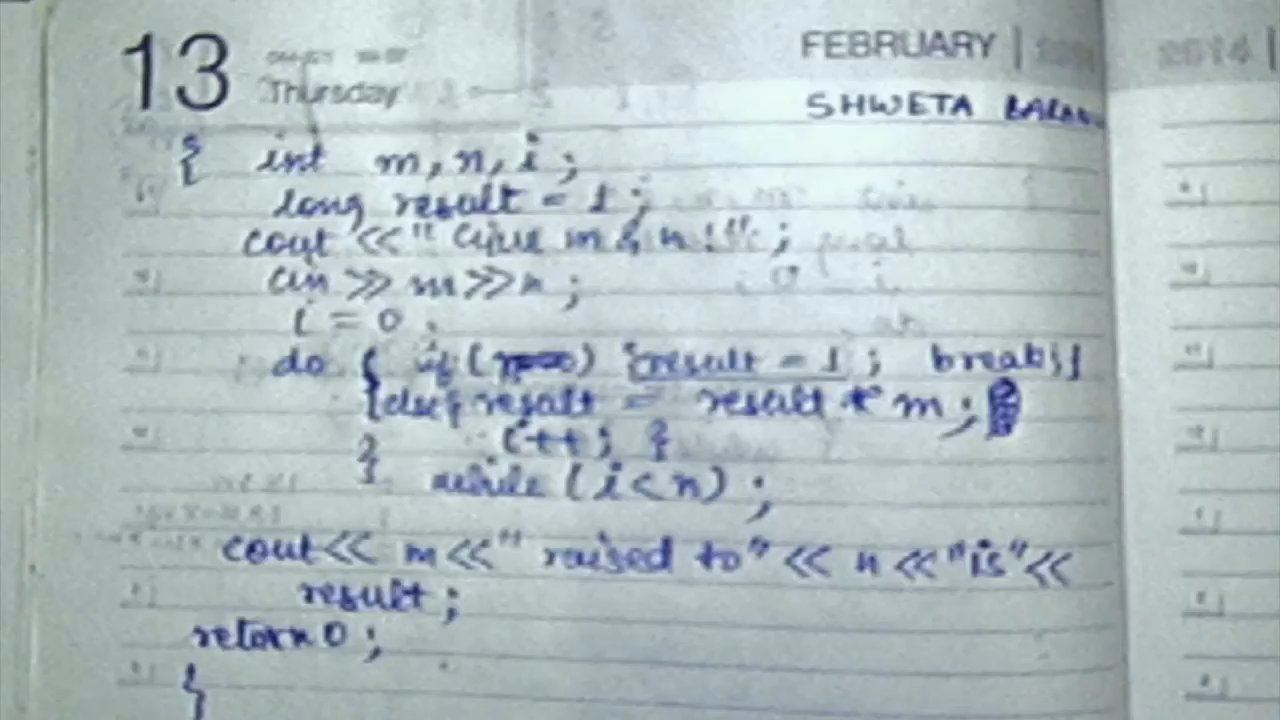 13 Thursday FEBRUARY |
SHWETA
{ int m, n, i ;
long result = 1 ;
cout << " Give m & n : " ;
cin >> m >> n ;
i = 0 ;
do { if ( ) { result = 1 ; break ; }
else { result = result * m ;
i++ ; }
}
while ( i < n ) ;
cout << m << " raised to " << n << "is" <<
result ;
return 0 ;
}